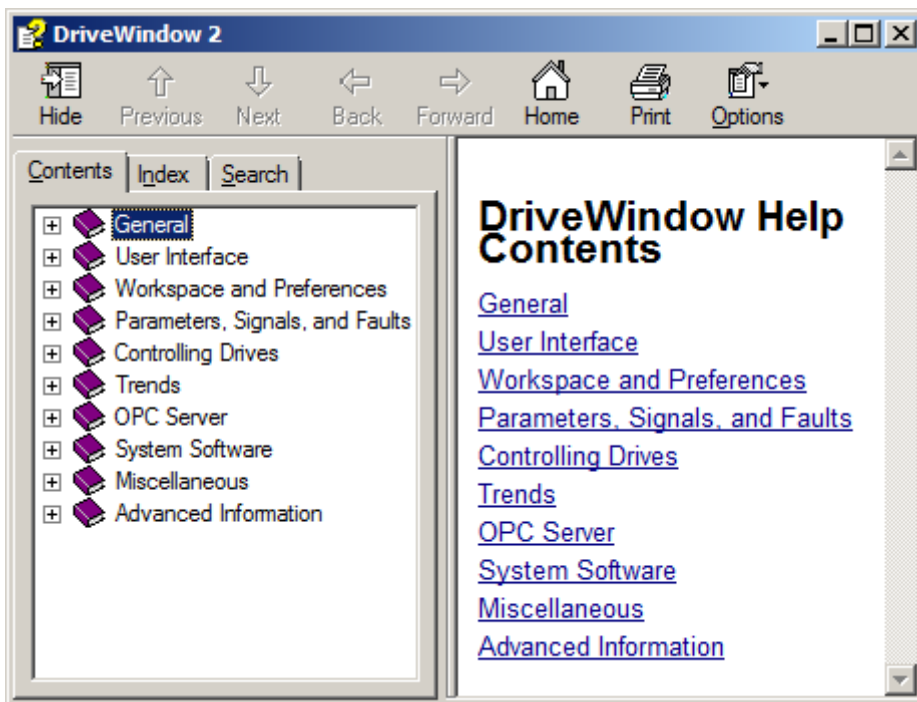 DriveWindow 2
Hide Previous Next Back Forward Home Print Options
Contents Index Search
General
User Interface
Workspace and Preferences
Parameters, Signals, and Faults
Controlling Drives
Trends
OPC Server
System Software
Miscellaneous
Advanced Information
DriveWindow Help
Contents
General
User Interface
Workspace and Preferences
Parameters, Signals, and Faults
Controlling Drives
Trends
OPC Server
System Software
Miscellaneous
Advanced Information